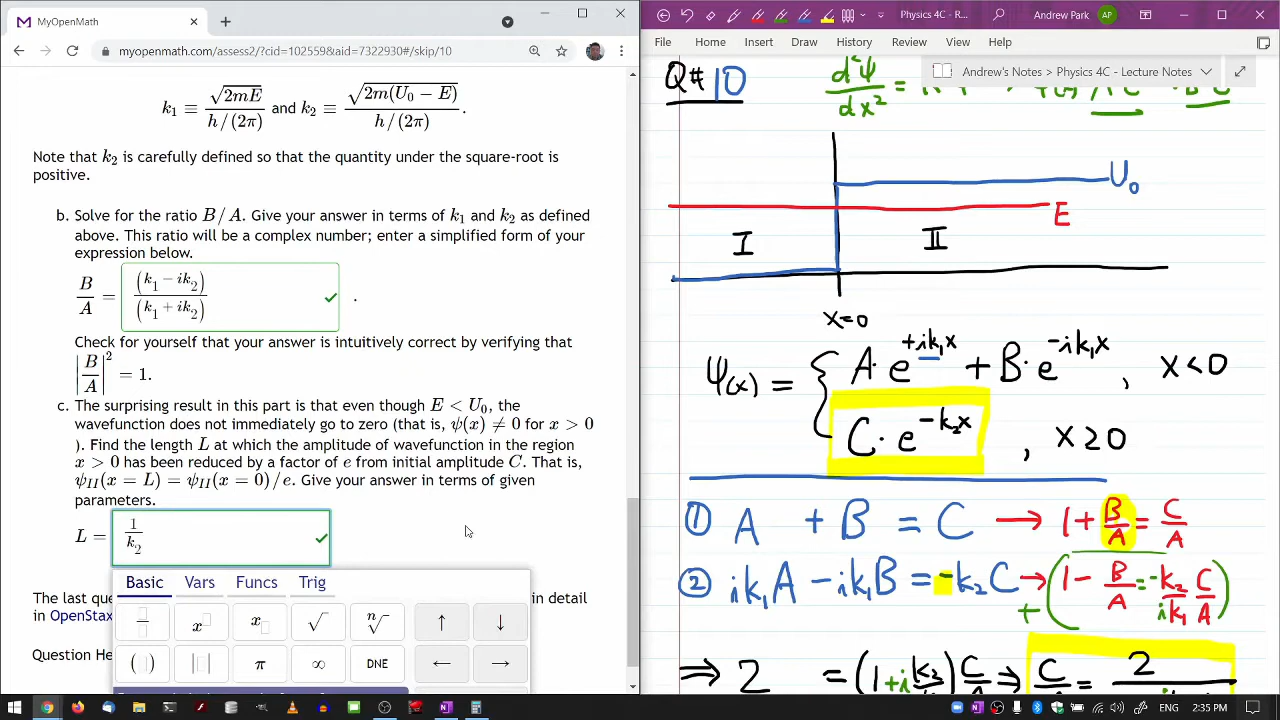 MyOpenMath
Physics 4C - R...
Andrew Park
AP
myopenmath.com/assess2/?cid=102559&aid=7322930#/skip/10
File Home Insert Draw History Review View Help
Andrew's Notes > Physics 4C - Lecture Notes
k₁ ≡ √2mE / h/(2π) and k₂ ≡ √2m(U₀ − E) / h/(2π).
Note that k₂ is carefully defined so that the quantity under the square-root is
positive.
b. Solve for the ratio B/A. Give your answer in terms of k₁ and k₂ as defined
above. This ratio will be a complex number; enter a simplified form of your
expression below.
B/A = (k₁ − ik₂)/(k₁ + ik₂) .
Check for yourself that your answer is intuitively correct by verifying that
|B/A|² = 1.
c. The surprising result in this part is that even though E < U₀, the
wavefunction does not immediately go to zero (that is, ψ(x) ≠ 0 for x > 0
). Find the length L at which the amplitude of wavefunction in the region
x > 0 has been reduced by a factor of e from initial amplitude C. That is,
ψ_II(x = L) = ψ_II(x = 0)/e. Give your answer in terms of given
parameters.
L = 1/k₂
Basic Vars Funcs Trig
√ ⁿ√ ↑ ↓
( ) | | π ∞ DNE ← →
The last que
in detail
in OpenStax
Question He
Q# 10
d²ψ/dx² =
U₀
E
I II
x=0
ψ(x) = { A·e^(+ik₁x) + B·e^(-ik₁x) , x<0
C·e^(-k₂x) , x≥0
① A + B = C → 1 + B/A = C/A
② ik₁A − ik₁B = −k₂C → (1 − B/A = −k₂/ik₁ C/A)
+
⇒ 2 = (1+i k₂ C/A ⇒ C/A = 2
2:35 PM